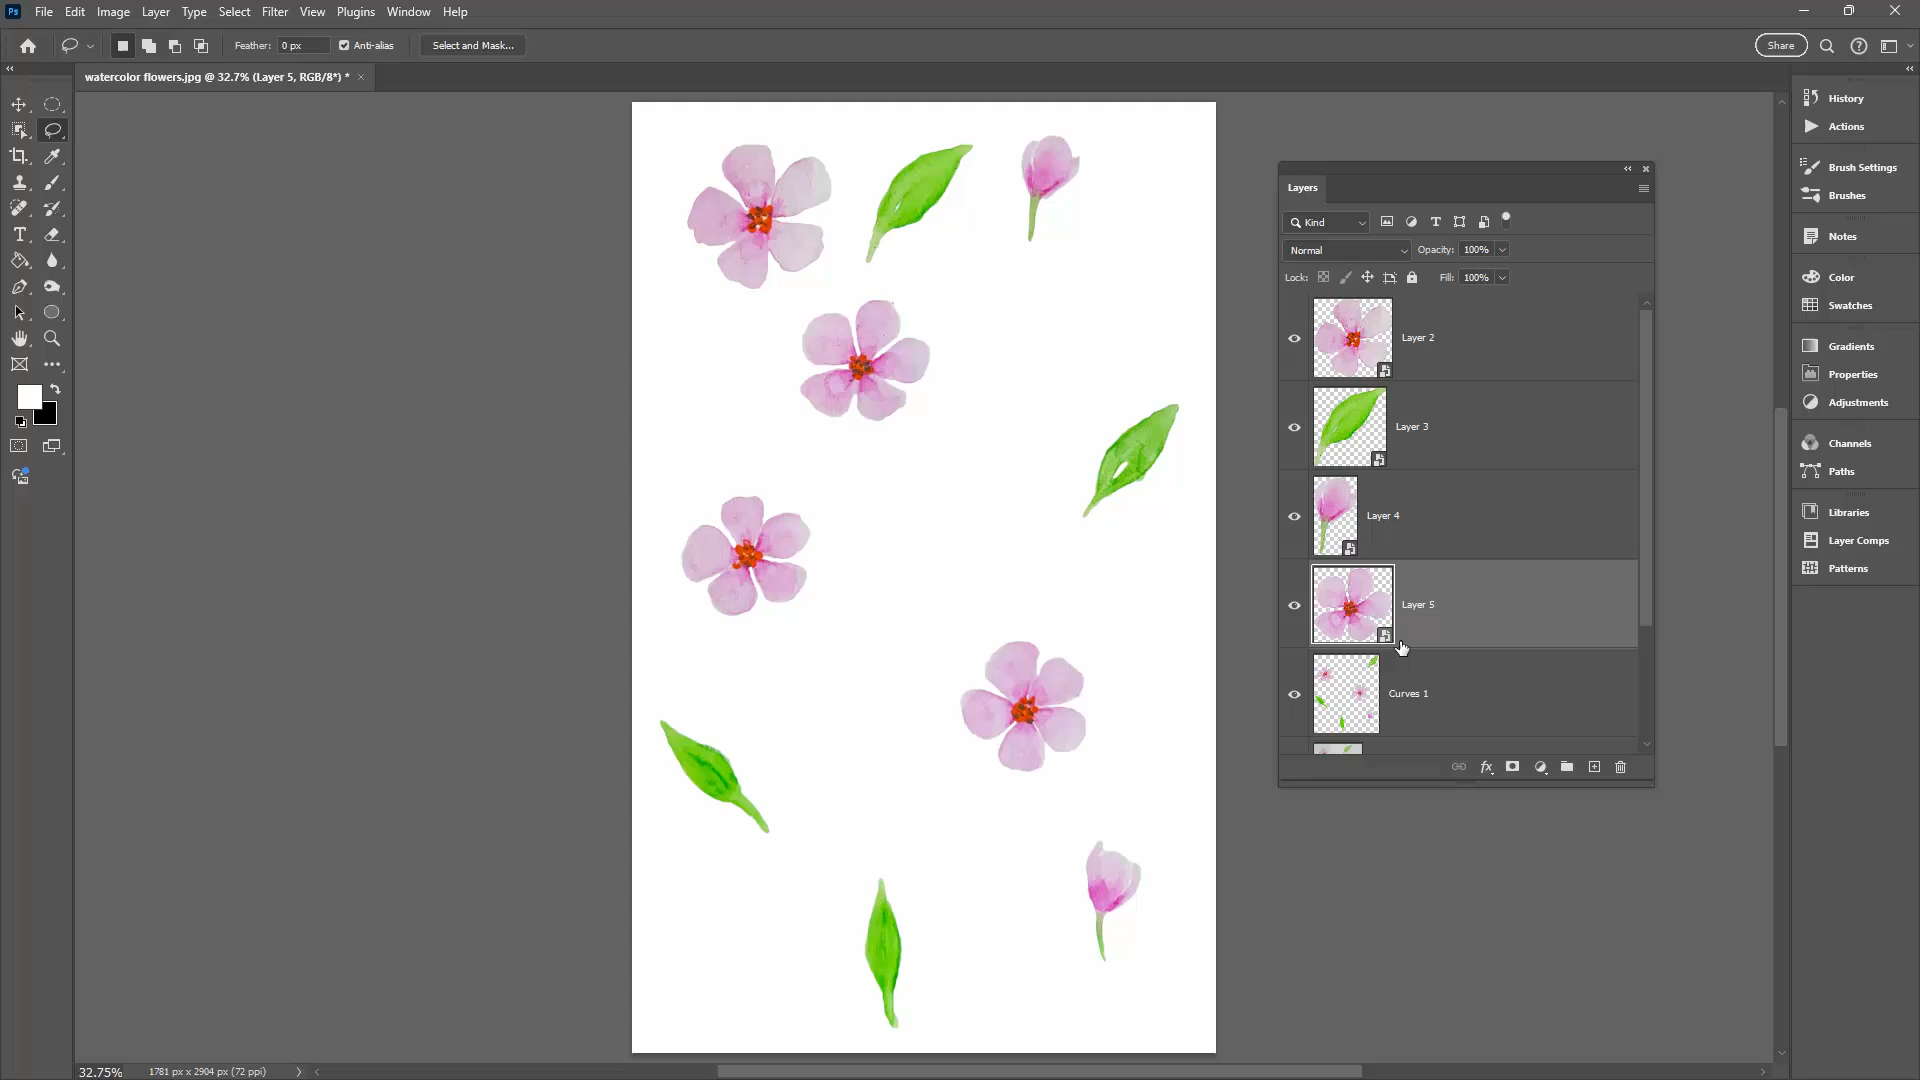 Ps File Edit Image Layer Type Select Filter View Plugins Window Help
Feather: 0 px Anti-alias Select and Mask... Share
watercolor flowers.jpg @ 32.7% (Layer 5, RGB/8*) *
Layers
Kind
Normal Opacity: 100%
Lock: Fill: 100%
Layer 2
Layer 3
Layer 4
Layer 5
Curves 1
History
Actions
Brush Settings
Brushes
Notes
Color
Swatches
Gradients
Properties
Adjustments
Channels
Paths
Libraries
Layer Comps
Patterns
32.75% 1781 px x 2904 px (72 ppi)